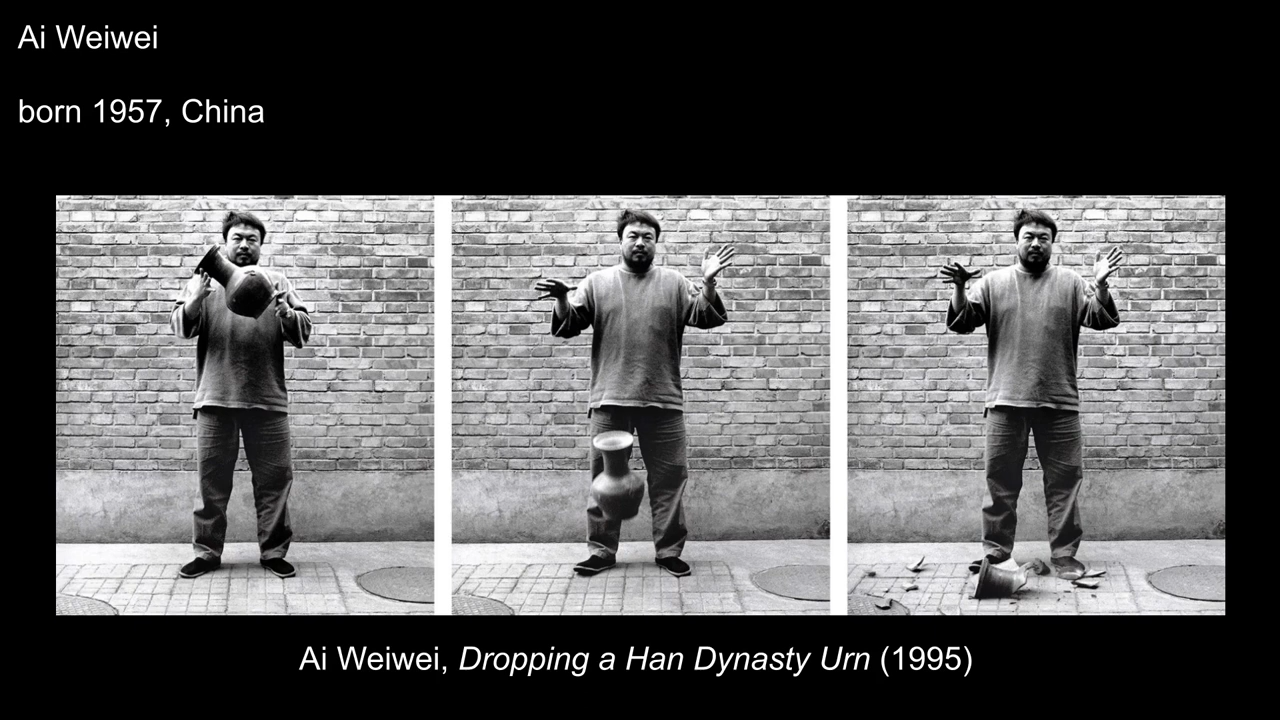 Ai Weiwei
born 1957, China
Ai Weiwei, Dropping a Han Dynasty Urn (1995)